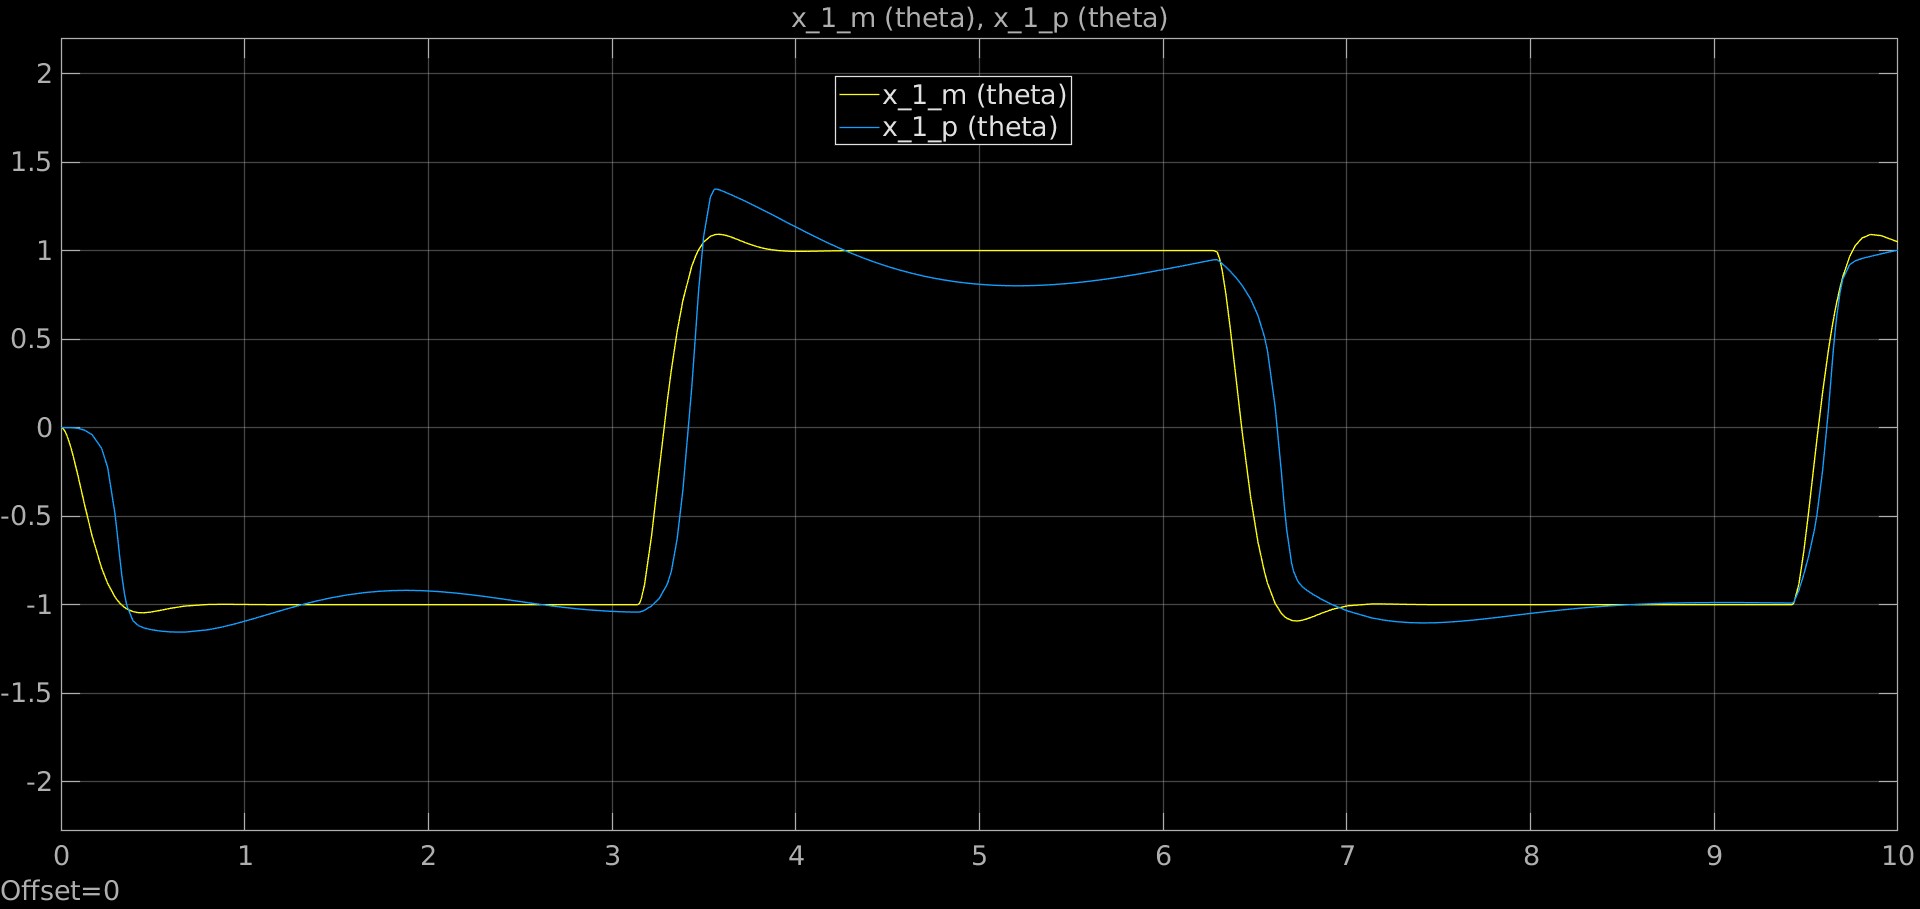 x_1_m (theta), x_1_p (theta)
x_1_m (theta)
x_1_p (theta)
2
1.5
1
0.5
0
-0.5
-1
-1.5
-2
0 1 2 3 4 5 6 7 8 9 10
Offset=0